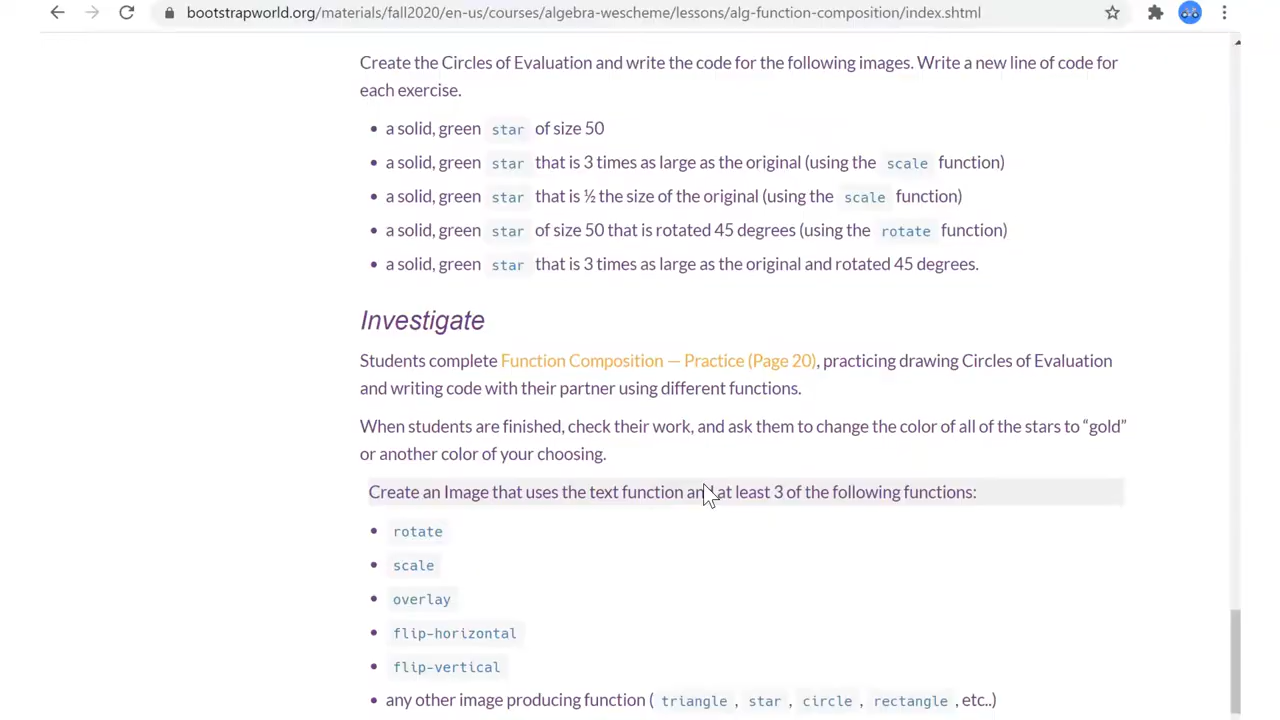 bootstrapworld.org/materials/fall2020/en-us/courses/algebra-wescheme/lessons/alg-function-composition/index.shtml
Create the Circles of Evaluation and write the code for the following images. Write a new line of code for
each exercise.
• a solid, green star of size 50
• a solid, green star that is 3 times as large as the original (using the scale function)
• a solid, green star that is ½ the size of the original (using the scale function)
• a solid, green star of size 50 that is rotated 45 degrees (using the rotate function)
• a solid, green star that is 3 times as large as the original and rotated 45 degrees.
Investigate
Students complete Function Composition — Practice (Page 20), practicing drawing Circles of Evaluation
and writing code with their partner using different functions.
When students are finished, check their work, and ask them to change the color of all of the stars to “gold”
or another color of your choosing.
Create an Image that uses the text function and at least 3 of the following functions:
• rotate
• scale
• overlay
• flip-horizontal
• flip-vertical
• any other image producing function ( triangle , star , circle , rectangle , etc..)